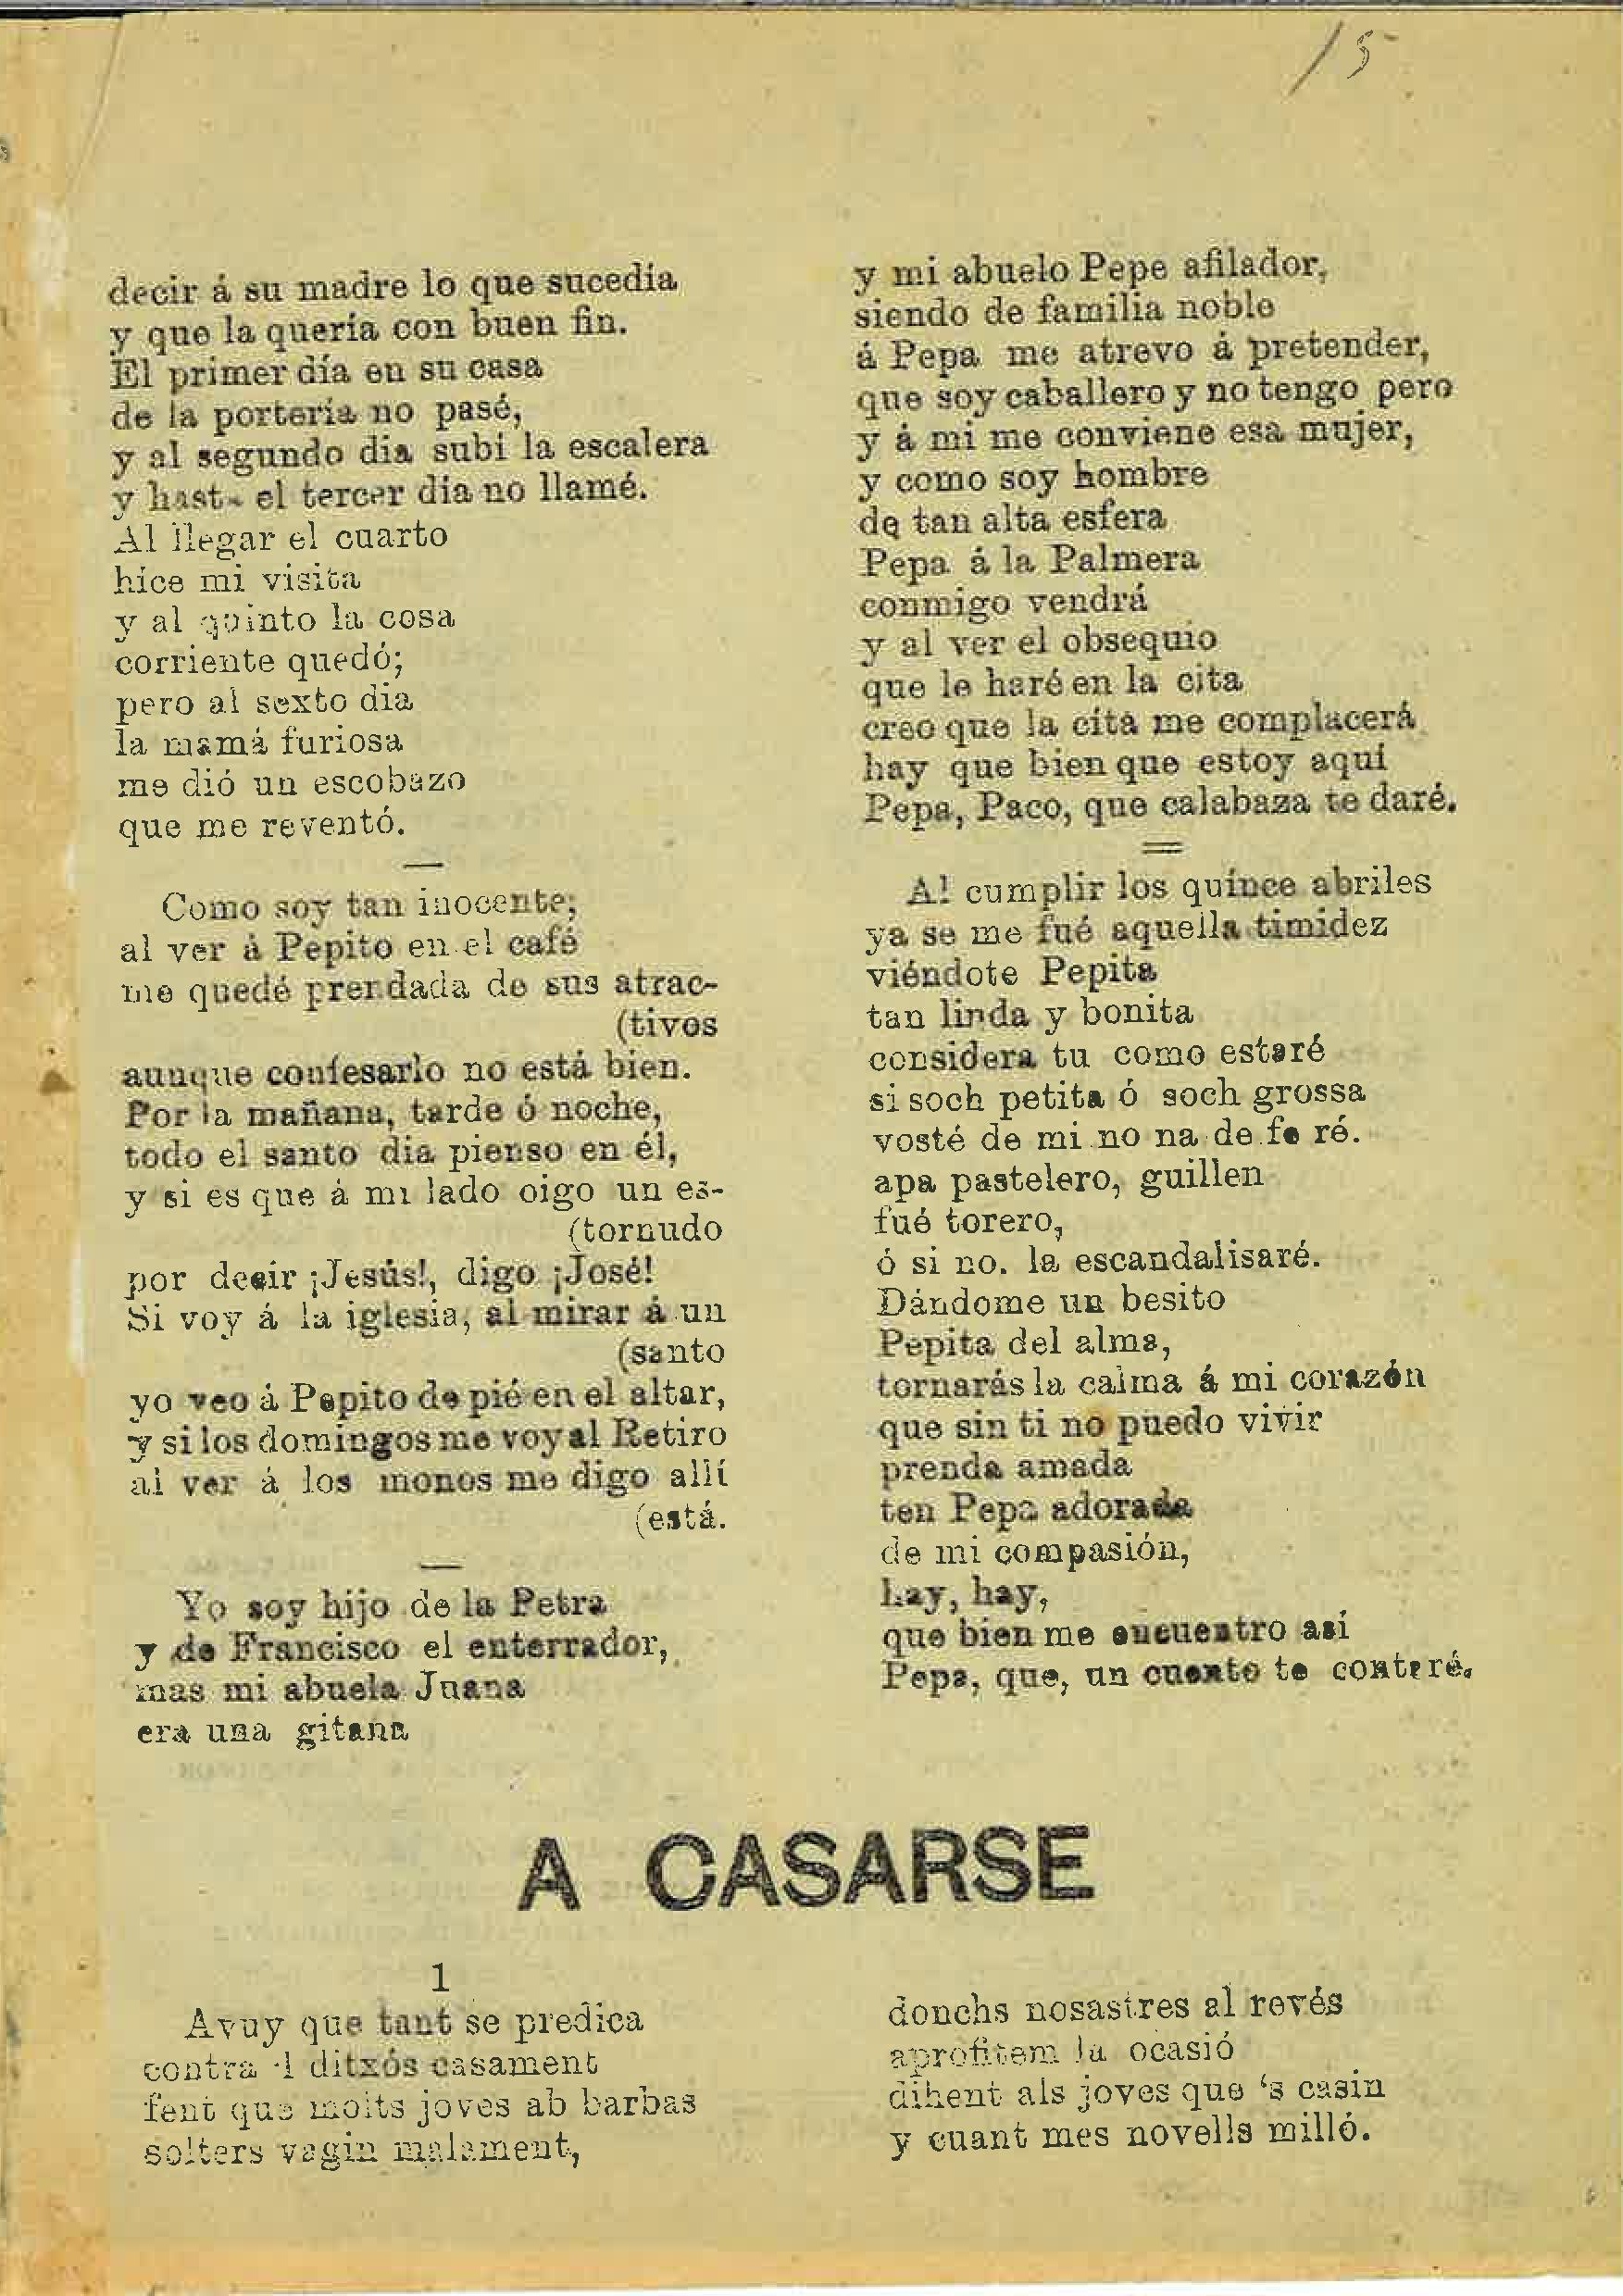 15
decir á su madre lo que sucedía
y que la quería con buen fin.
El primer día en su casa
de la portería no pasé,
y al segundo dia subí la escalera
y hast el tercer dia no llamé.
Al llegar el cuarto
hice mi visita
y al quinto la cosa
corriente quedó;
pero al sexto dia
la mamá furiosa
me dió un escobazo
que me reventó.
Como soy tan inocente;
al ver á Pepito en el café
me quedé prendada de sus atrac-
(tivos
aunque confesarlo no está bien.
Por la mañana, tarde ó noche,
todo el santo dia pienso en él,
y si es que á mi lado oigo un es-
(tornudo
por decir ¡Jesús!, digo ¡José!
Si voy á la iglesia, al mirar á un
(santo
yo veo á Pepito de pié en el altar,
y si los domingos me voy al Retiro
al ver á los monos me digo allí
(está.
Yo soy hijo de la Petra
y de Francisco el enterrador,
mas mi abuela Juana
era una gitana
y mi abuelo Pepe afilador,
siendo de familia noble
á Pepa me atrevo á pretender,
que soy caballero y no tengo pero
y á mi me conviene esa mujer,
y como soy hombre
de tan alta esfera
Pepa á la Palmera
conmigo vendrá
y al ver el obsequio
que le haré en la cita
creo que la cita me complacerá
hay que bien que estoy aquí
Pepa, Paco, que calabaza te daré.
Al cumplir los quince abriles
ya se me fué aquella timidez
viéndote Pepita
tan linda y bonita
considera tu como estaré
si soch petita ó soch grossa
vosté de mi no na de fe ré.
apa pastelero, guillen
fué torero,
ó si no. la escandalisaré.
Dándome un besito
Pepita del alma,
tornarás la calma á mi corazón
que sin ti no puedo vivir
prenda amada
ten Pepa adorada
de mi compasión,
hay, hay,
que bien me encuentro así
Pepa, que, un cuento te contaré.
A CASARSE
1
Avuy que tant se predica
contra 'l ditxós casament
fent que molts joves ab barbas
solters vagin malament,
donchs nosastres al revés
aprofitem la ocasió
dihent als joves que 's casin
y cuant mes novells milló.